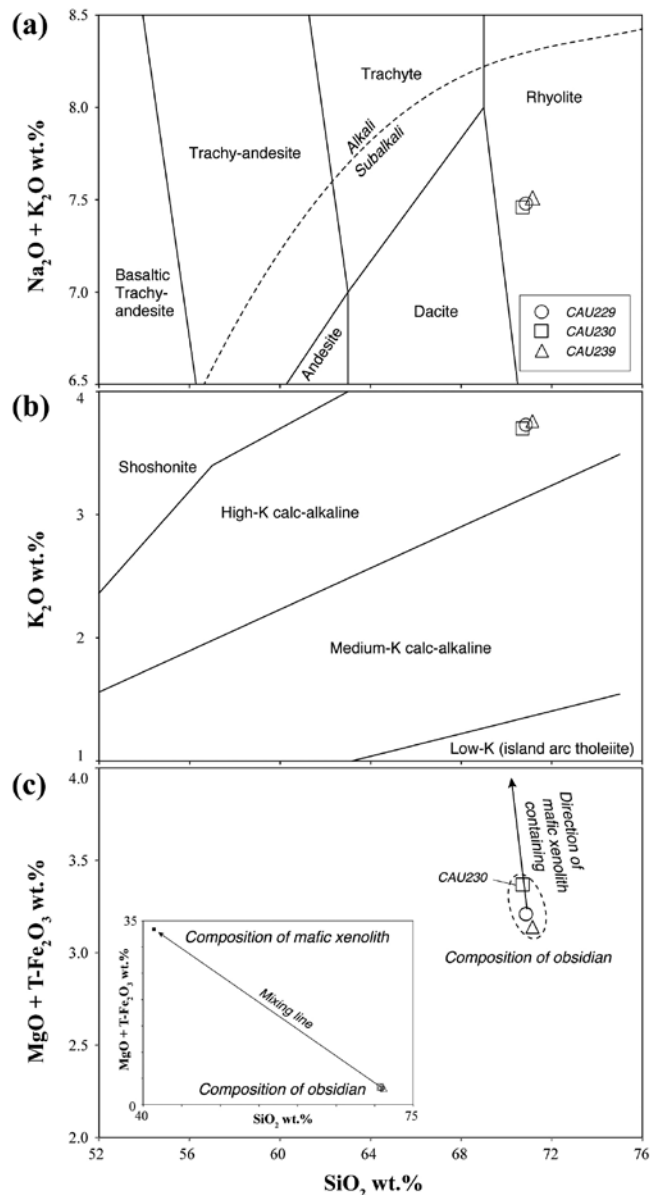 (a)
8.5
8.0
7.5
7.0
6.5
Na₂O + K₂O wt.%
Trachyte
Rhyolite
Alkali
Subalkali
Trachy-andesite
Basaltic
Trachy-
andesite
Andesite
Dacite
CAU229
CAU230
CAU239
(b)
4
3
2
1
K₂O wt.%
Shoshonite
High-K calc-alkaline
Medium-K calc-alkaline
Low-K (island arc tholeiite)
(c)
4.0
3.5
3.0
2.5
2.0
MgO + T-Fe₂O₃ wt.%
Direction of
mafic xenolith
containing
CAU230
Composition of obsidian
35
0
MgO + T-Fe₂O₃ wt.%
Composition of mafic xenolith
Mixing line
Composition of obsidian
40
75
SiO₂ wt.%
52 56 60 64 68 72 76
SiO₂ wt.%